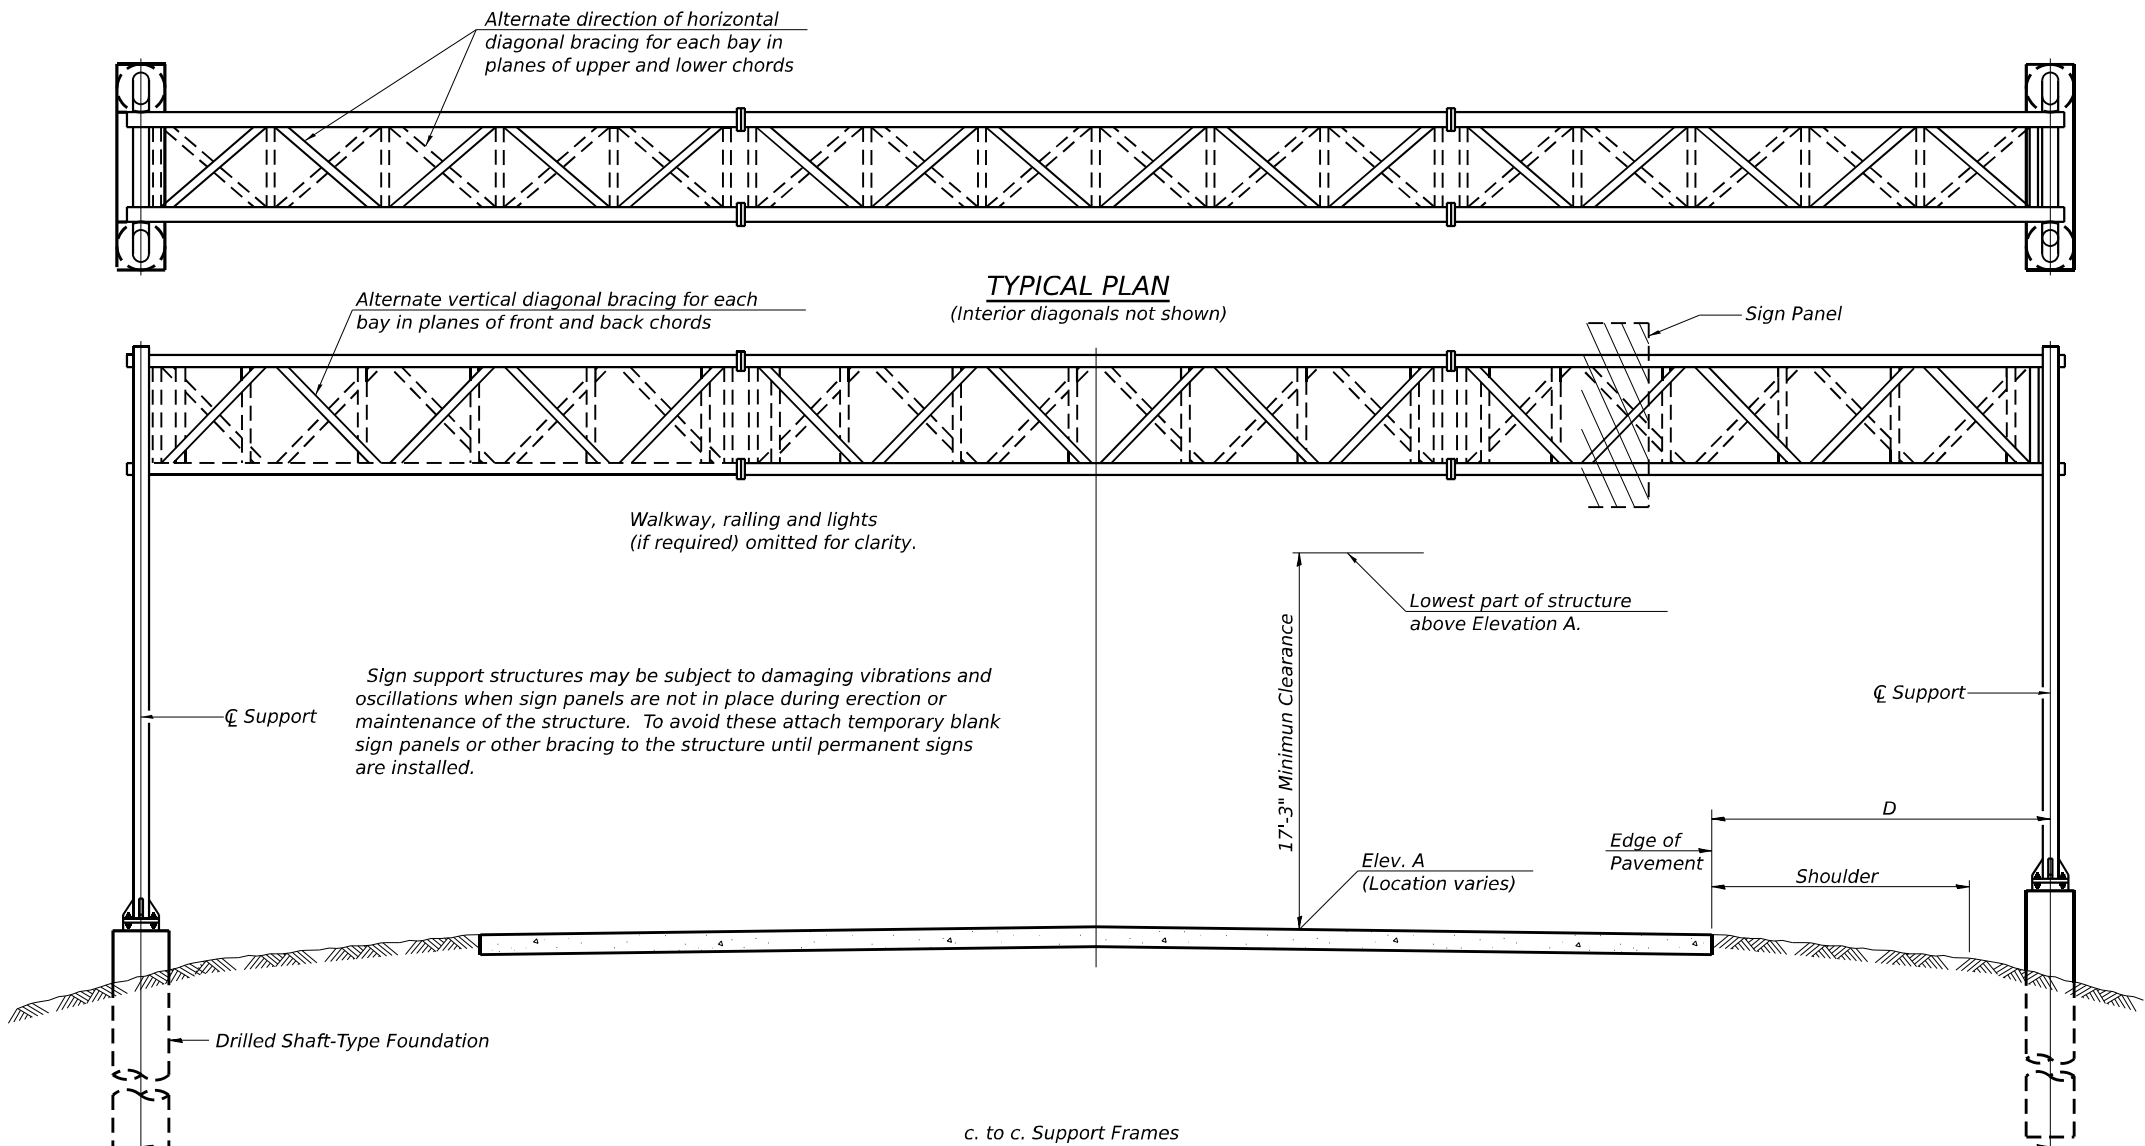 Alternate direction of horizontal
diagonal bracing for each bay in
planes of upper and lower chords
TYPICAL PLAN
(Interior diagonals not shown)
Alternate vertical diagonal bracing for each
bay in planes of front and back chords
Sign Panel
Walkway, railing and lights
(if required) omitted for clarity.
Lowest part of structure
above Elevation A.
17'-3" Minimun Clearance
Sign support structures may be subject to damaging vibrations and
oscillations when sign panels are not in place during erection or
maintenance of the structure. To avoid these attach temporary blank
sign panels or other bracing to the structure until permanent signs
are installed.
℄ Support
℄ Support
D
Edge of
Pavement
Shoulder
Elev. A
(Location varies)
Drilled Shaft-Type Foundation
c. to c. Support Frames